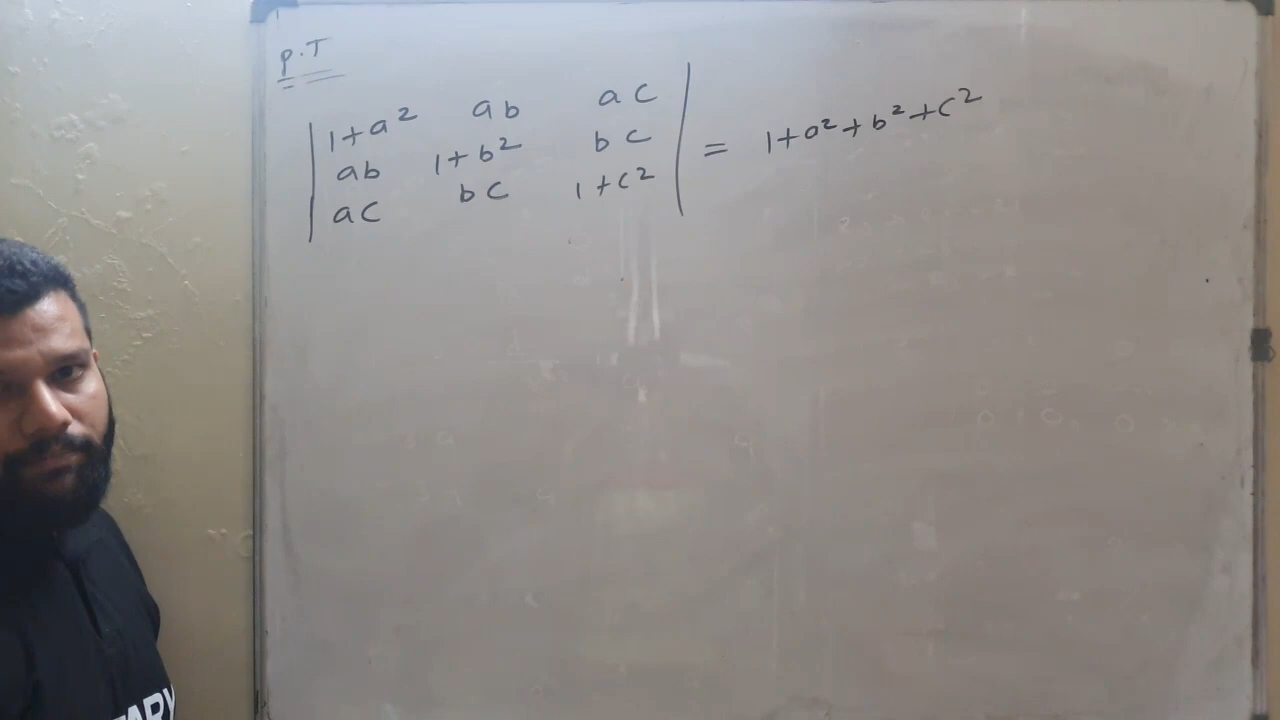 P.T
| 1+a² ab ac |
| ab 1+b² bc | = 1+a²+b²+c²
| ac bc 1+c² |